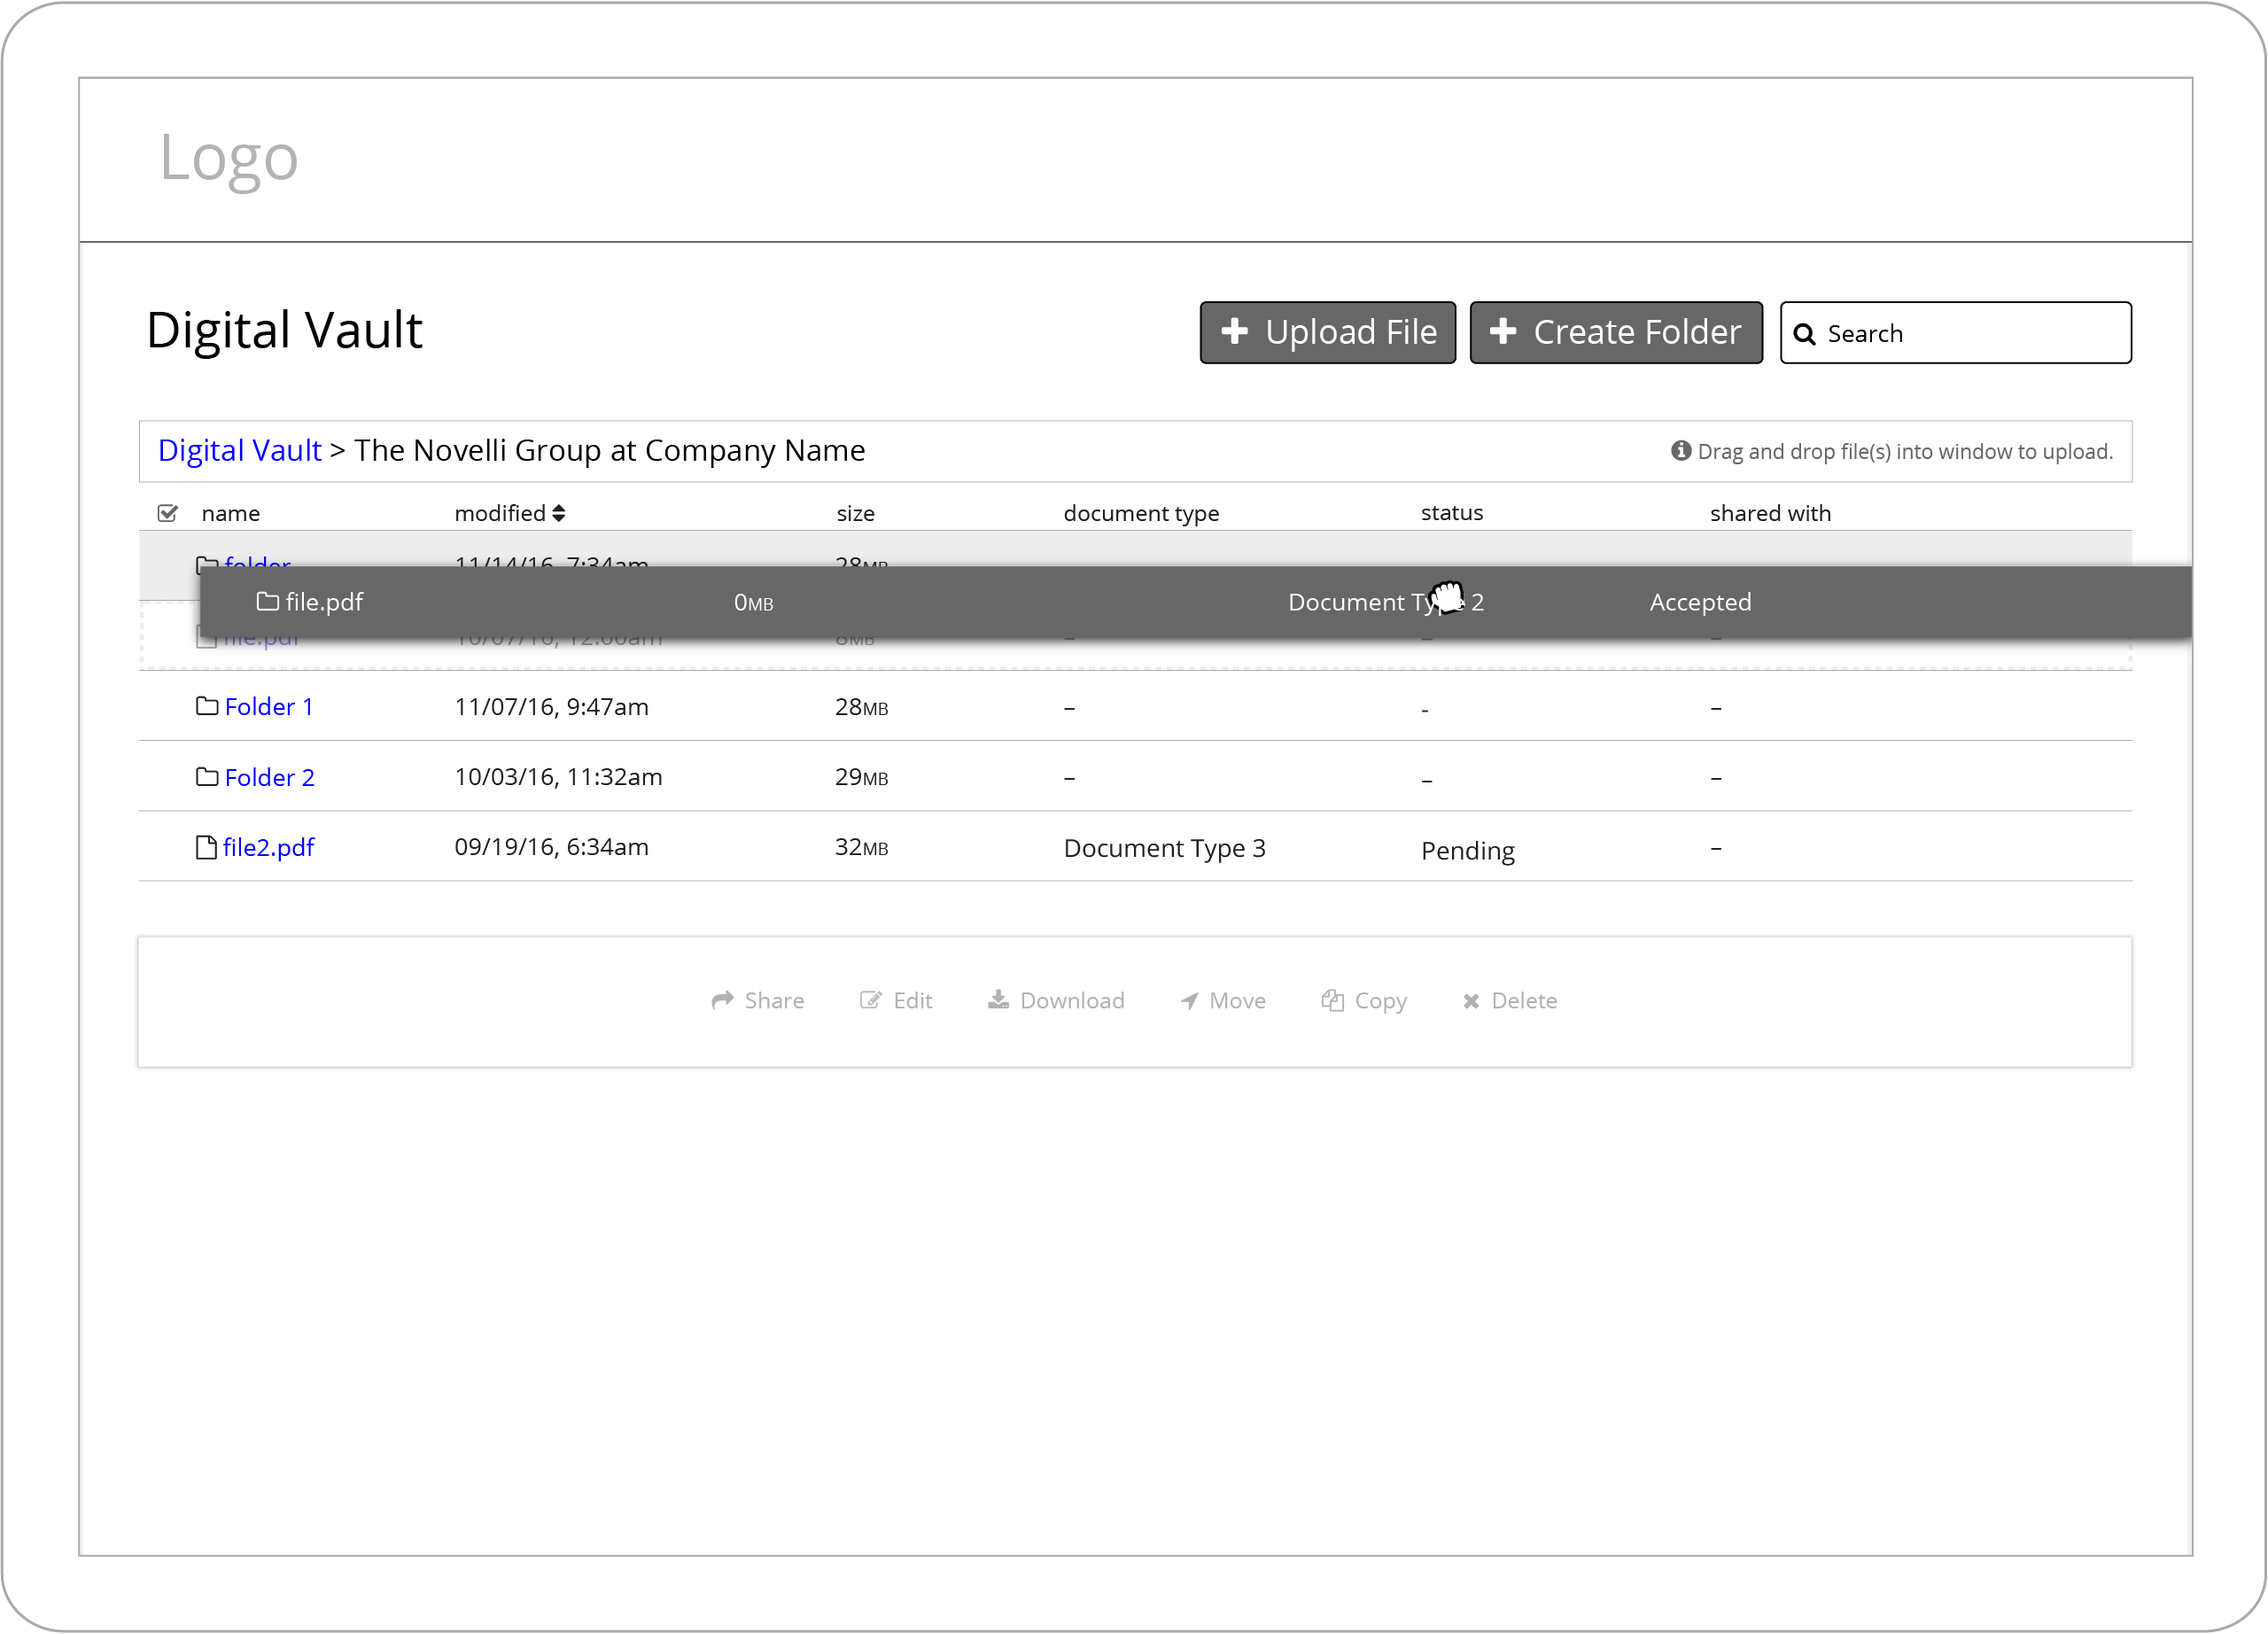 Logo
Digital Vault
Upload File
Create Folder
Search
Digital Vault > The Novelli Group at Company Name
Drag and drop file(s) into window to upload.
name modified size document type status shared with
folder 11/14/16, 7:34am 28MB
file.pdf 0MB Document Type 2 Accepted
file.pdf 10/07/16, 8MB – – –
Folder 1 11/07/16, 9:47am 28MB – - –
Folder 2 10/03/16, 11:32am 29MB – – –
file2.pdf 09/19/16, 6:34am 32MB Document Type 3 Pending –
Share Edit Download Move Copy Delete